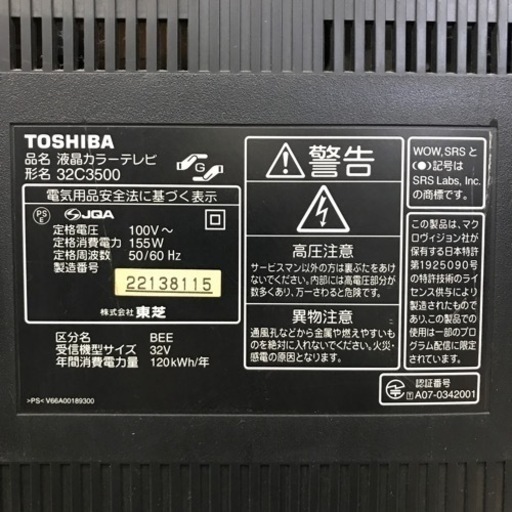 TOSHIBA
品名 液晶カラーテレビ
形名 32C3500
G
電気用品安全法に基づく表示
PS
E
JQA
定格電圧 100V～
定格消費電力 155W
定格周波数 50/60 Hz
製造番号
22138115
株式会社 東芝
区分名 BEE
受信機型サイズ 32V
年間消費電力量 120kWh/年
>PS< V66A00189300
警告
高圧注意
サービスマン以外の方は裏ぶたをあけ
ないでください。内部には高電圧部分が
数多くあり、万一さわると危険です。
異物注意
通風孔などから金属や燃えやすいもの
を絶対に入れないでください。火災・
感電の原因になります。
WOW, SRS と
(●)記号は
SRS Labs, Inc.
の商標です。
この製品は、マク
ロヴィジョン社が
保有する日本特許
第1925090号
の特許技術のライ
センス供与により
製造されたもので
あり、この製品での
使用は一部のプロ
グラム配信に限定
されています。
認証番号
T A07-0342001